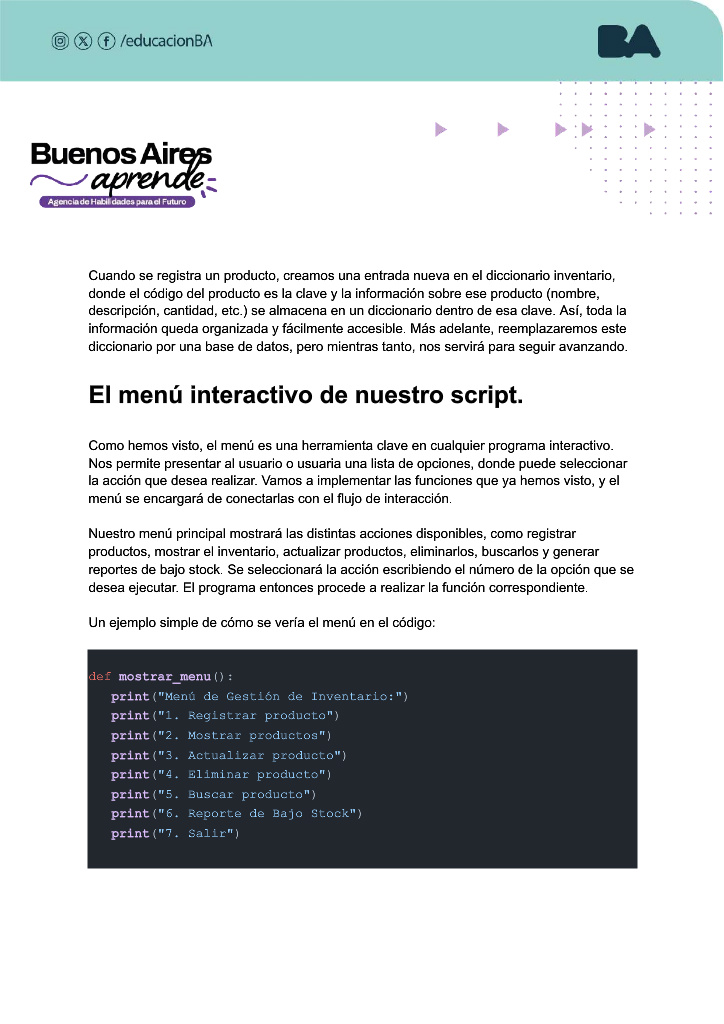 /educacionBA
BA
Buenos Aires
aprende
Agencia de Habilidades para el Futuro
Cuando se registra un producto, creamos una entrada nueva en el diccionario inventario,
donde el código del producto es la clave y la información sobre ese producto (nombre,
descripción, cantidad, etc.) se almacena en un diccionario dentro de esa clave. Así, toda la
información queda organizada y fácilmente accesible. Más adelante, reemplazaremos este
diccionario por una base de datos, pero mientras tanto, nos servirá para seguir avanzando.
El menú interactivo de nuestro script.
Como hemos visto, el menú es una herramienta clave en cualquier programa interactivo.
Nos permite presentar al usuario o usuaria una lista de opciones, donde puede seleccionar
la acción que desea realizar. Vamos a implementar las funciones que ya hemos visto, y el
menú se encargará de conectarlas con el flujo de interacción.
Nuestro menú principal mostrará las distintas acciones disponibles, como registrar
productos, mostrar el inventario, actualizar productos, eliminarlos, buscarlos y generar
reportes de bajo stock. Se seleccionará la acción escribiendo el número de la opción que se
desea ejecutar. El programa entonces procede a realizar la función correspondiente.
Un ejemplo simple de cómo se vería el menú en el código:
def mostrar_menu():
print("Menú de Gestión de Inventario:")
print("1. Registrar producto")
print("2. Mostrar productos")
print("3. Actualizar producto")
print("4. Eliminar producto")
print("5. Buscar producto")
print("6. Reporte de Bajo Stock")
print("7. Salir")